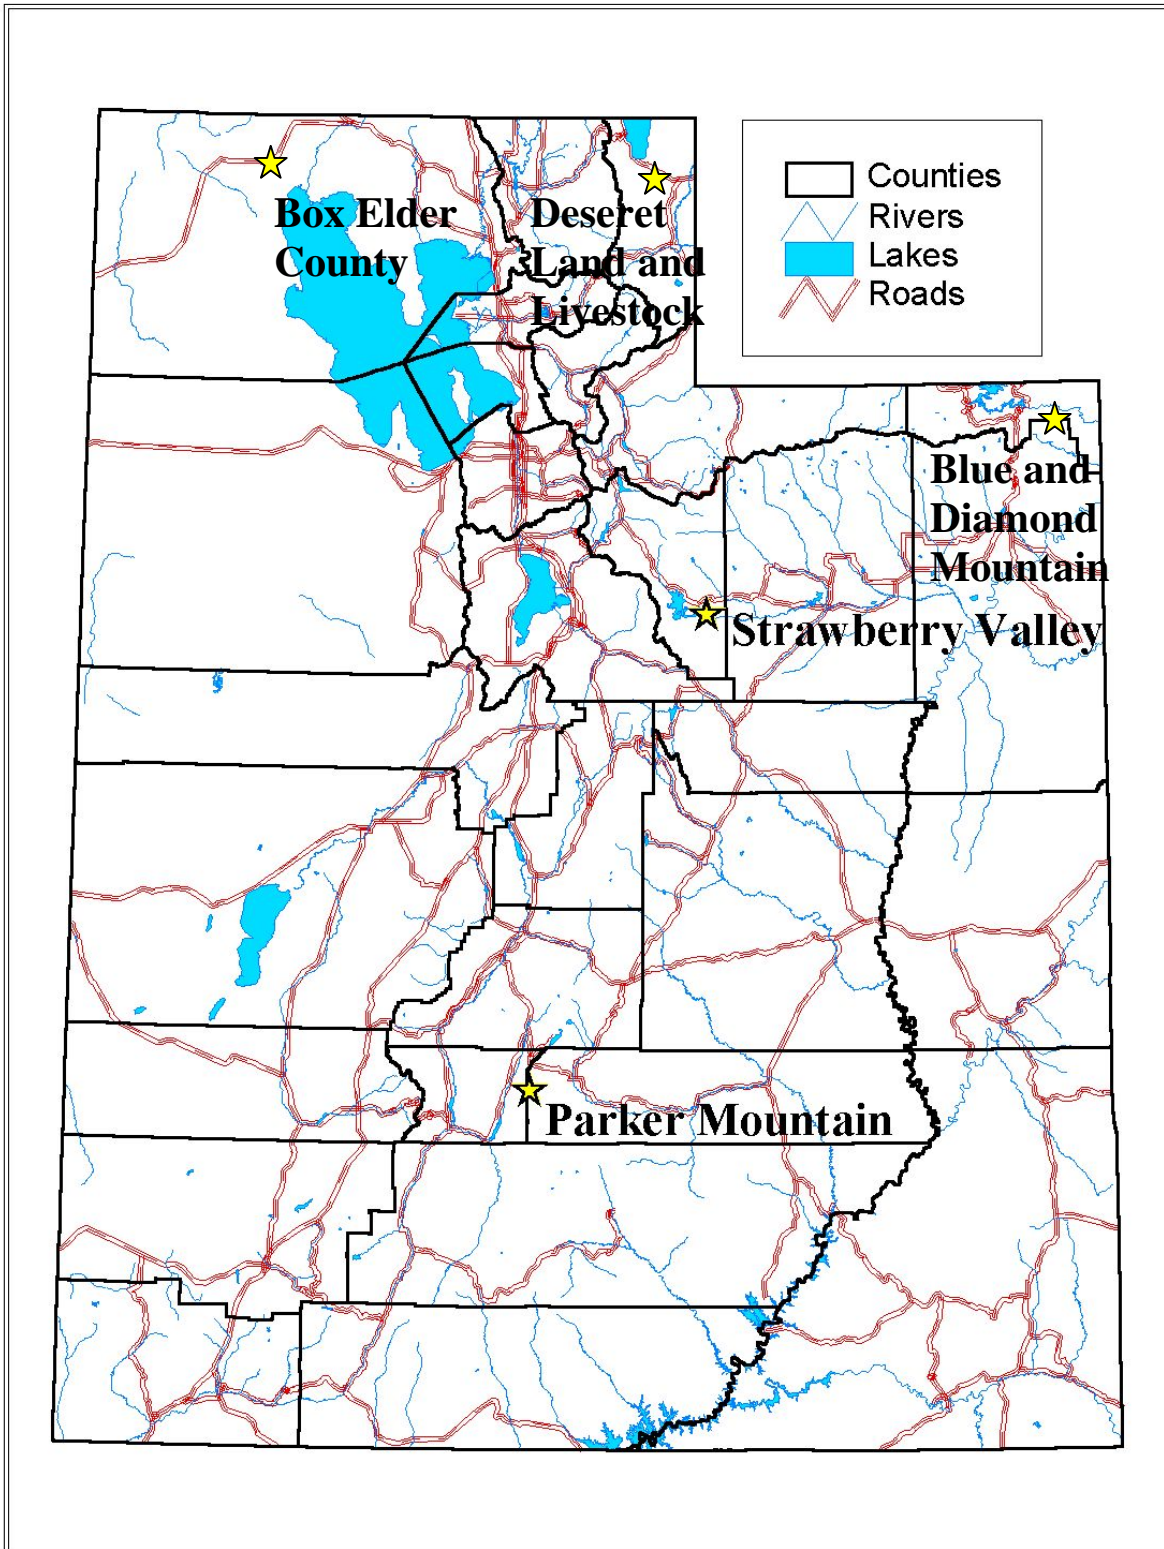 Counties
Rivers
Lakes
Roads
Box Elder
County
Deseret
Land and
Livestock
Blue and
Diamond
Mountain
Strawberry Valley
Parker Mountain